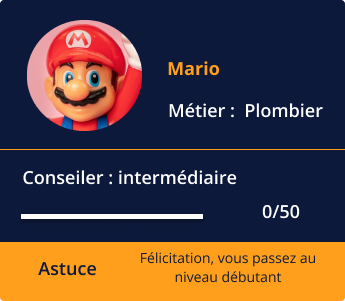 M
Mario
Métier : Plombier
Conseiler : intermédiaire
0/50
Astuce
Félicitation, vous passez au
niveau débutant